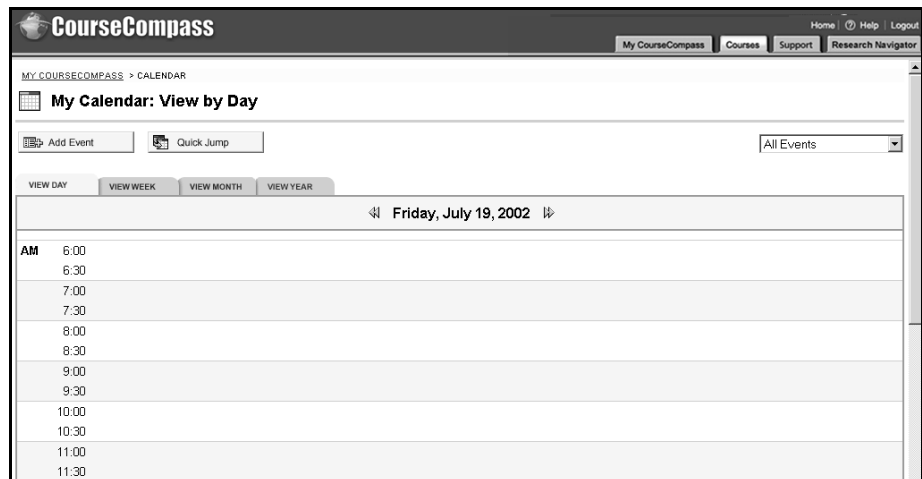 CourseCompass
Home Help Logout
My CourseCompass Courses Support Research Navigator
MY COURSECOMPASS > CALENDAR
My Calendar: View by Day
Add Event Quick Jump All Events
VIEW DAY VIEW WEEK VIEW MONTH VIEW YEAR
Friday, July 19, 2002
AM 6:00
6:30
7:00
7:30
8:00
8:30
9:00
9:30
10:00
10:30
11:00
11:30